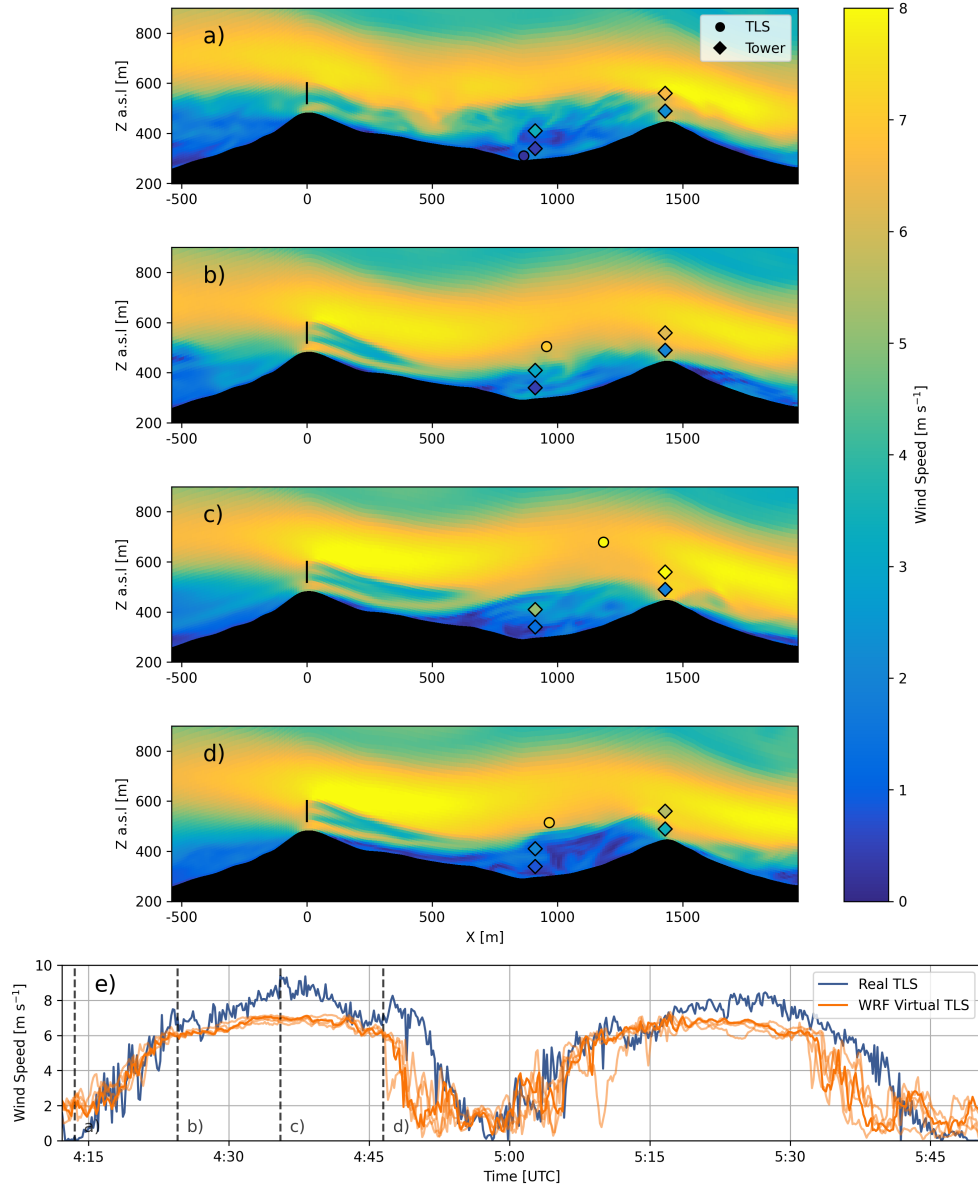 a)
TLS
Tower
Z a.s.l [m]
800
600
400
200
-500 0 500 1000 1500
b)
Z a.s.l [m]
800
600
400
200
-500 0 500 1000 1500
c)
Z a.s.l [m]
800
600
400
200
-500 0 500 1000 1500
d)
Z a.s.l [m]
800
600
400
200
-500 0 500 1000 1500
X [m]
8
7
6
5
4
3
2
1
0
Wind Speed [m s⁻¹]
e)
Real TLS
WRF Virtual TLS
Wind Speed [m s⁻¹]
10
8
6
4
2
0
a) b) c) d)
4:15 4:30 4:45 5:00 5:15 5:30 5:45
Time [UTC]